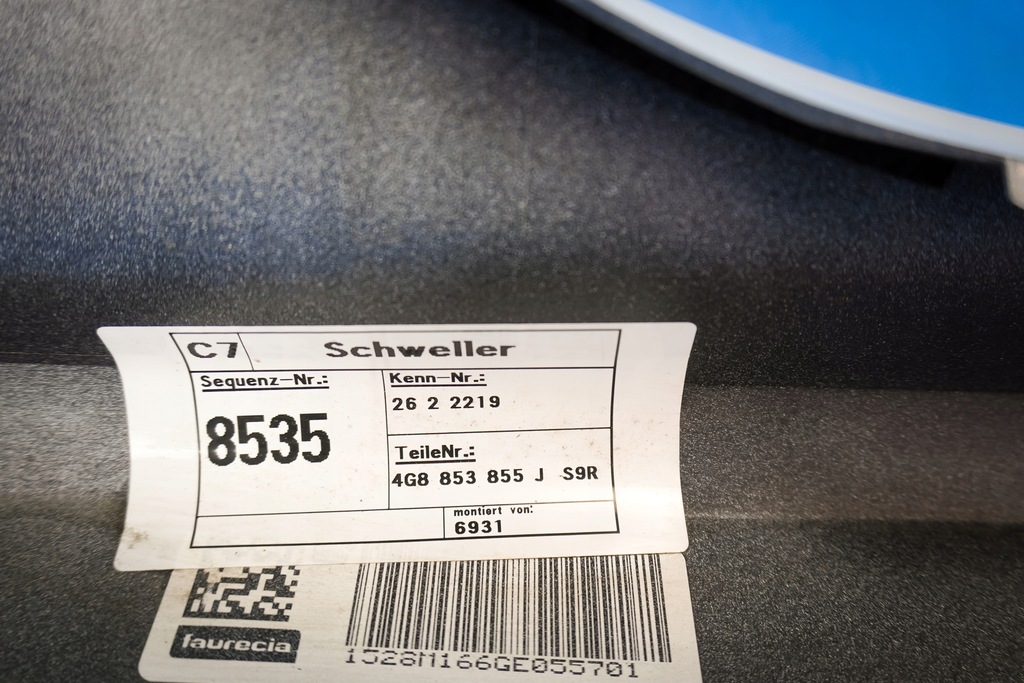 C7 Schweller
Sequenz-Nr.:
8535
Kenn-Nr.:
26 2 2219
TeileNr.:
4G8 853 855 J S9R
montiert von:
6931
faurecia
1528M166GE055701